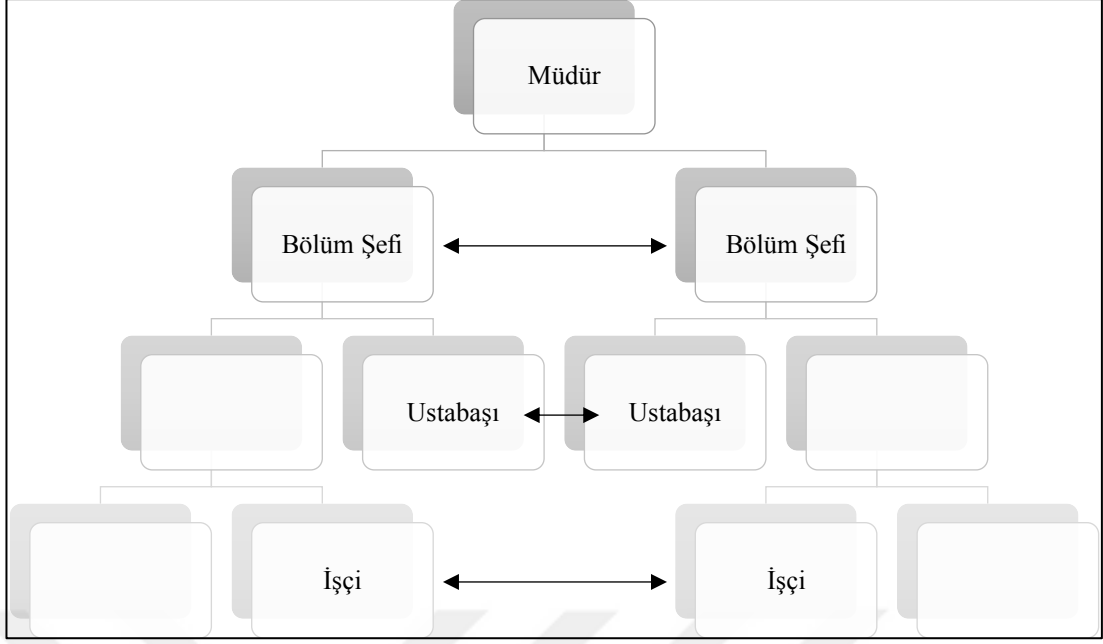 Müdür
Bölüm Şefi
Bölüm Şefi
Ustabaşı
Ustabaşı
İşçi
İşçi